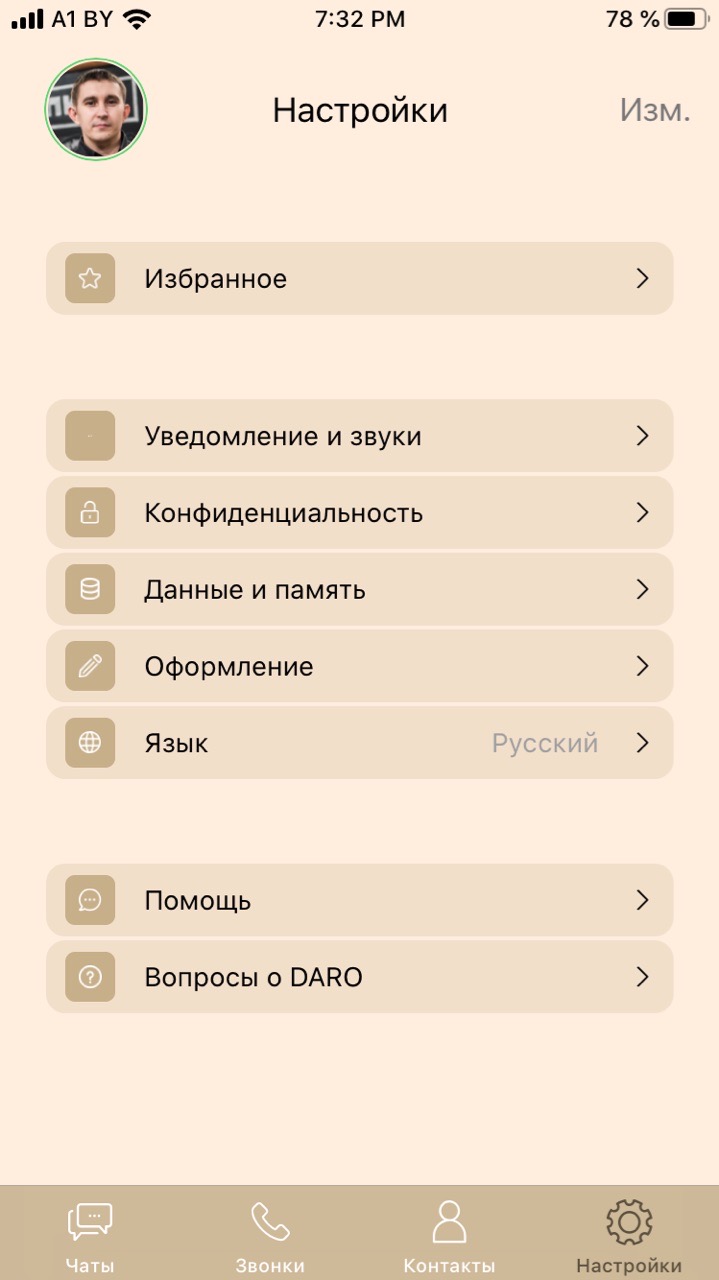 A1 BY 7:32 PM 78 %
Настройки Изм.
Избранное
Уведомление и звуки
Конфиденциальность
Данные и память
Оформление
Язык Русский
Помощь
Вопросы о DARO
Чаты Звонки Контакты Настройки